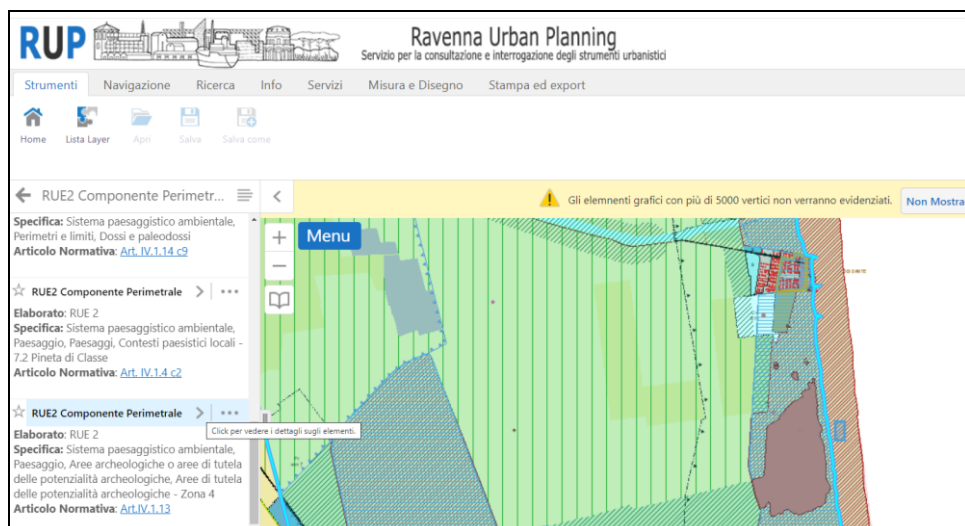 RUP
Ravenna Urban Planning
Servizio per la consultazione e interrogazione degli strumenti urbanistici
Strumenti Navigazione Ricerca Info Servizi Misura e Disegno Stampa ed export
Home Lista Layer Apri Salva Salva come
RUE2 Componente Perimetr...
Gli elemnenti grafici con più di 5000 vertici non verranno evidenziati. Non Mostra
Menu
Specifica: Sistema paesaggistico ambientale,
Perimetri e limiti, Dossi e paleodossi
Articolo Normativa: Art. IV.1.14 c9
RUE2 Componente Perimetrale
Elaborato: RUE 2
Specifica: Sistema paesaggistico ambientale,
Paesaggio, Paesaggi, Contesti paesistici locali -
7.2 Pineta di Classe
Articolo Normativa: Art. IV.1.4 c2
RUE2 Componente Perimetrale
Click per vedere i dettagli sugli elementi.
Elaborato: RUE 2
Specifica: Sistema paesaggistico ambientale,
Paesaggio, Aree archeologiche o aree di tutela
delle potenzialità archeologiche, Aree di tutela
delle potenzialità archeologiche - Zona 4
Articolo Normativa: Art.IV.1.13